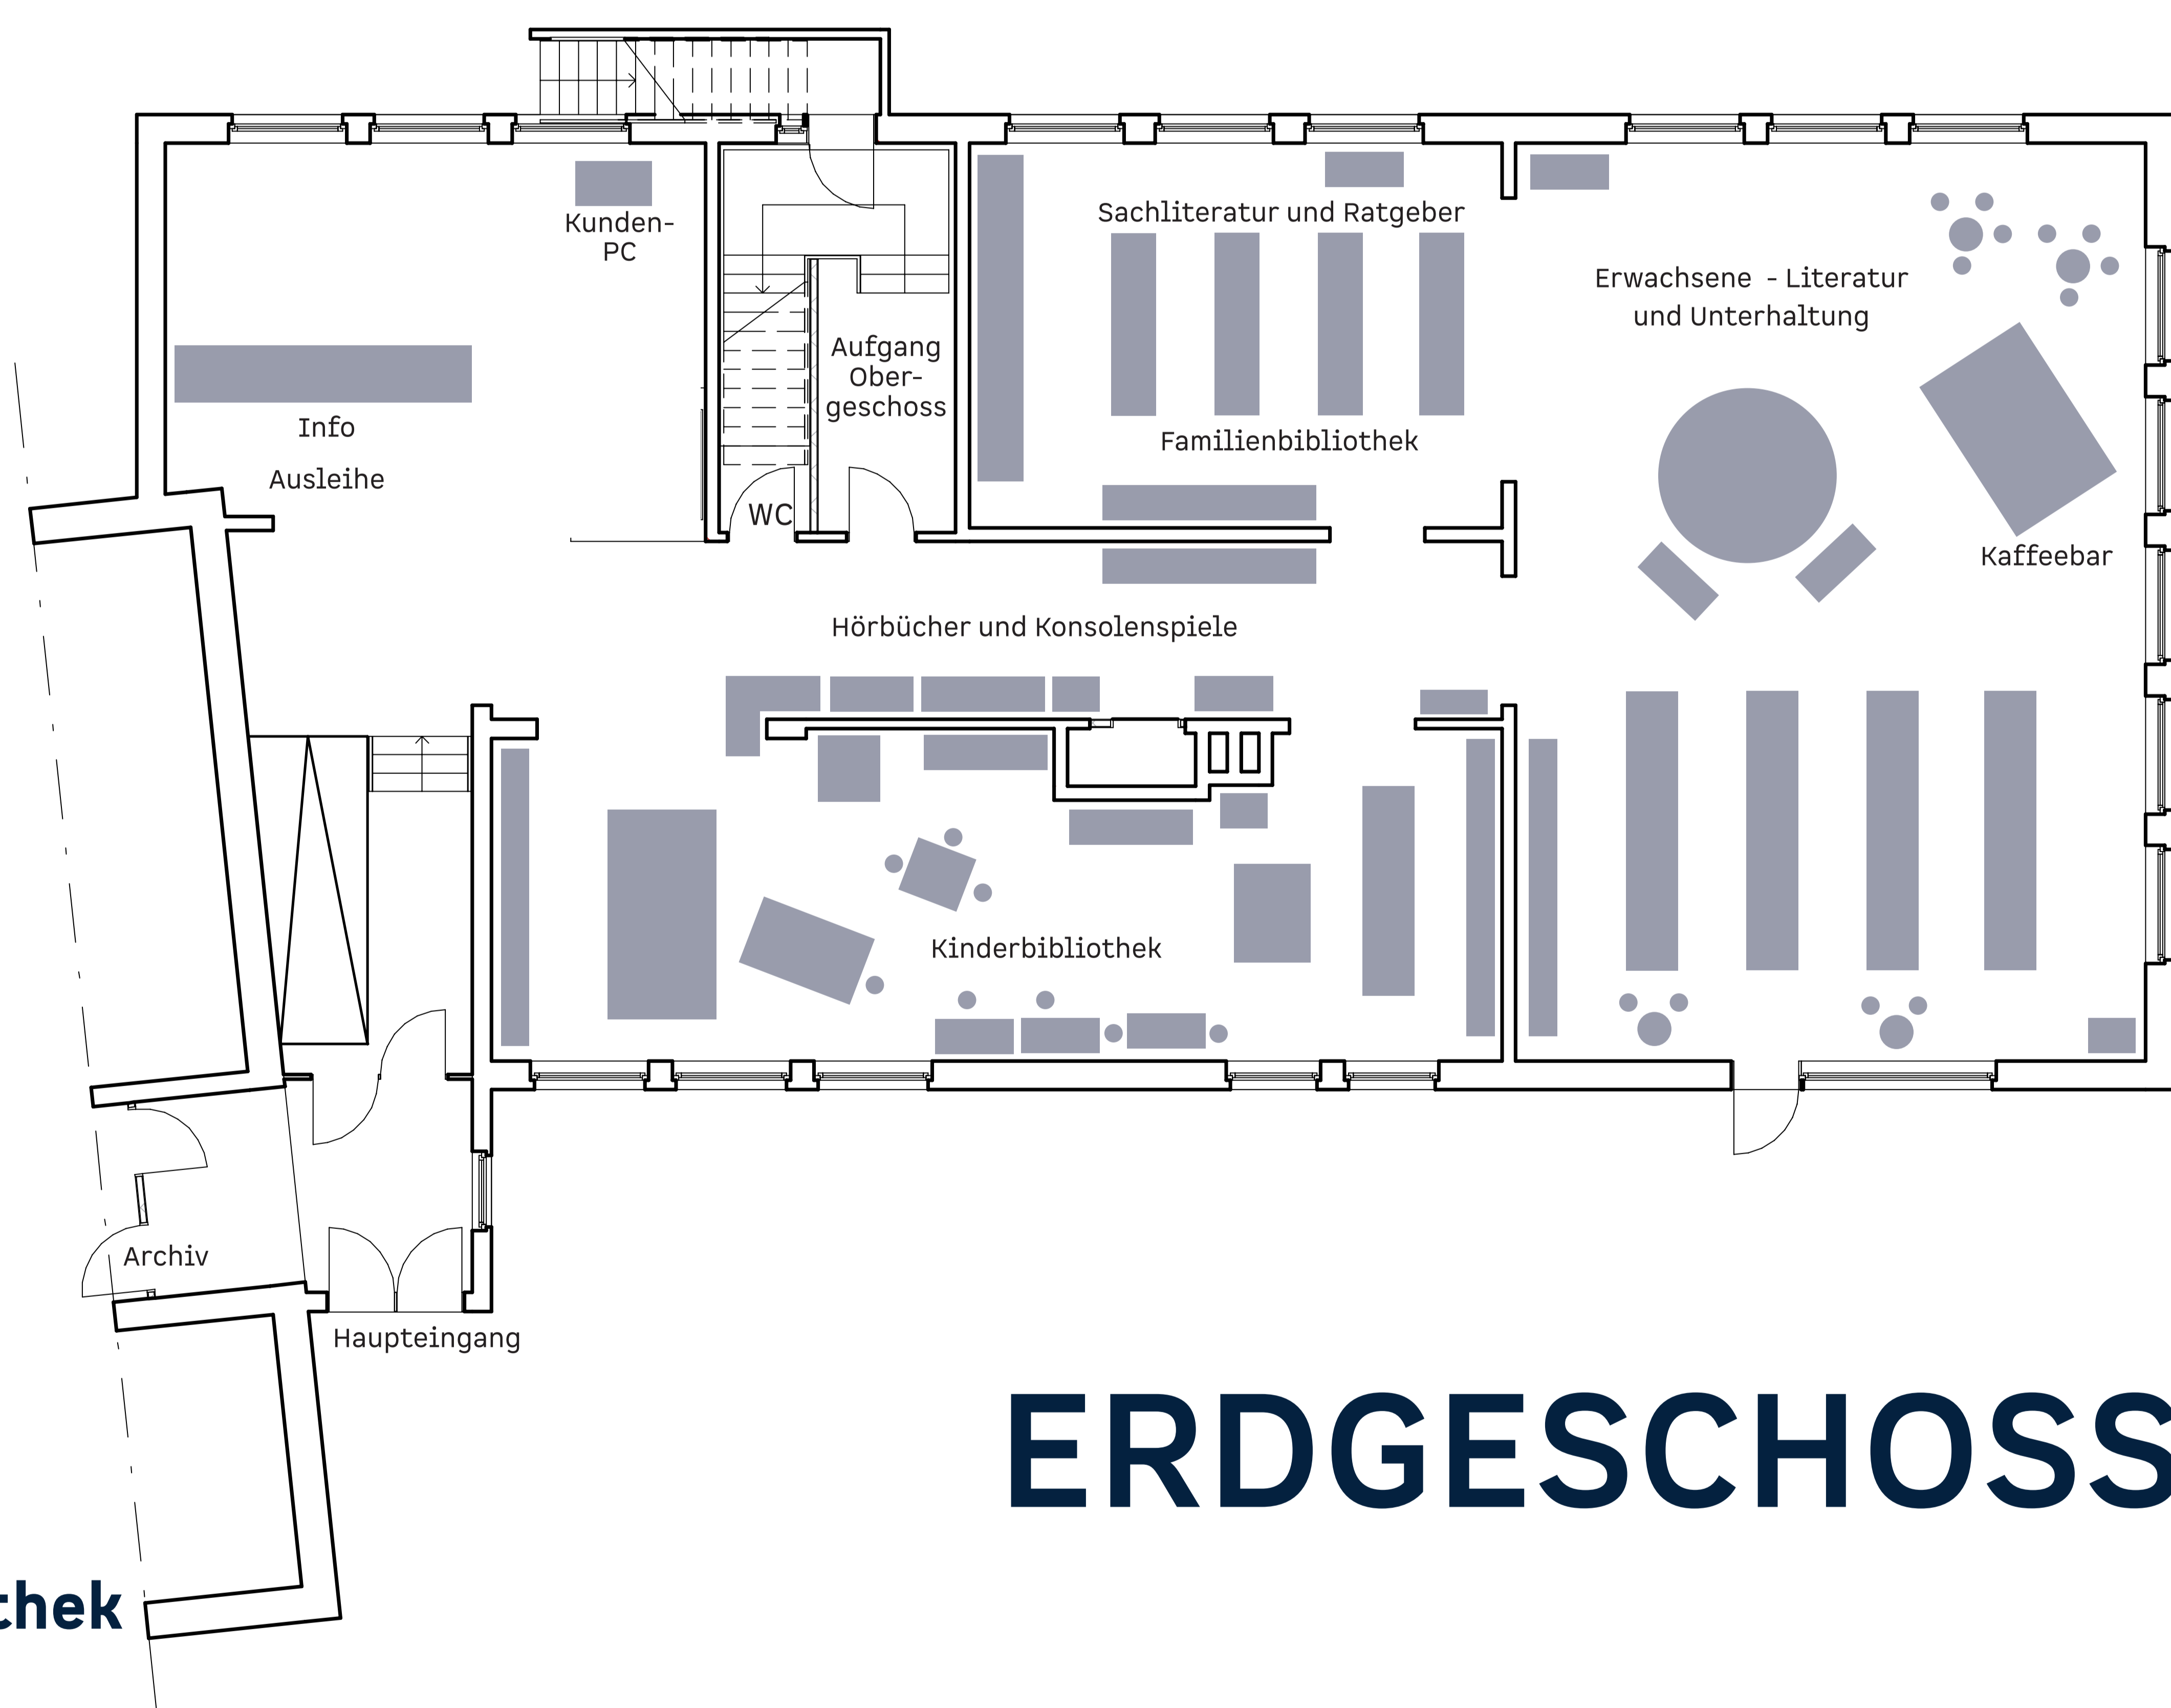 Kunden-
PC
Sachliteratur und Ratgeber
Erwachsene - Literatur
und Unterhaltung
Aufgang
Ober-
geschoss
Info
Ausleihe
Familienbibliothek
WC
Kaffeebar
Hörbücher und Konsolenspiele
Kinderbibliothek
Archiv
Haupteingang
ERDGESCHOSS
thek